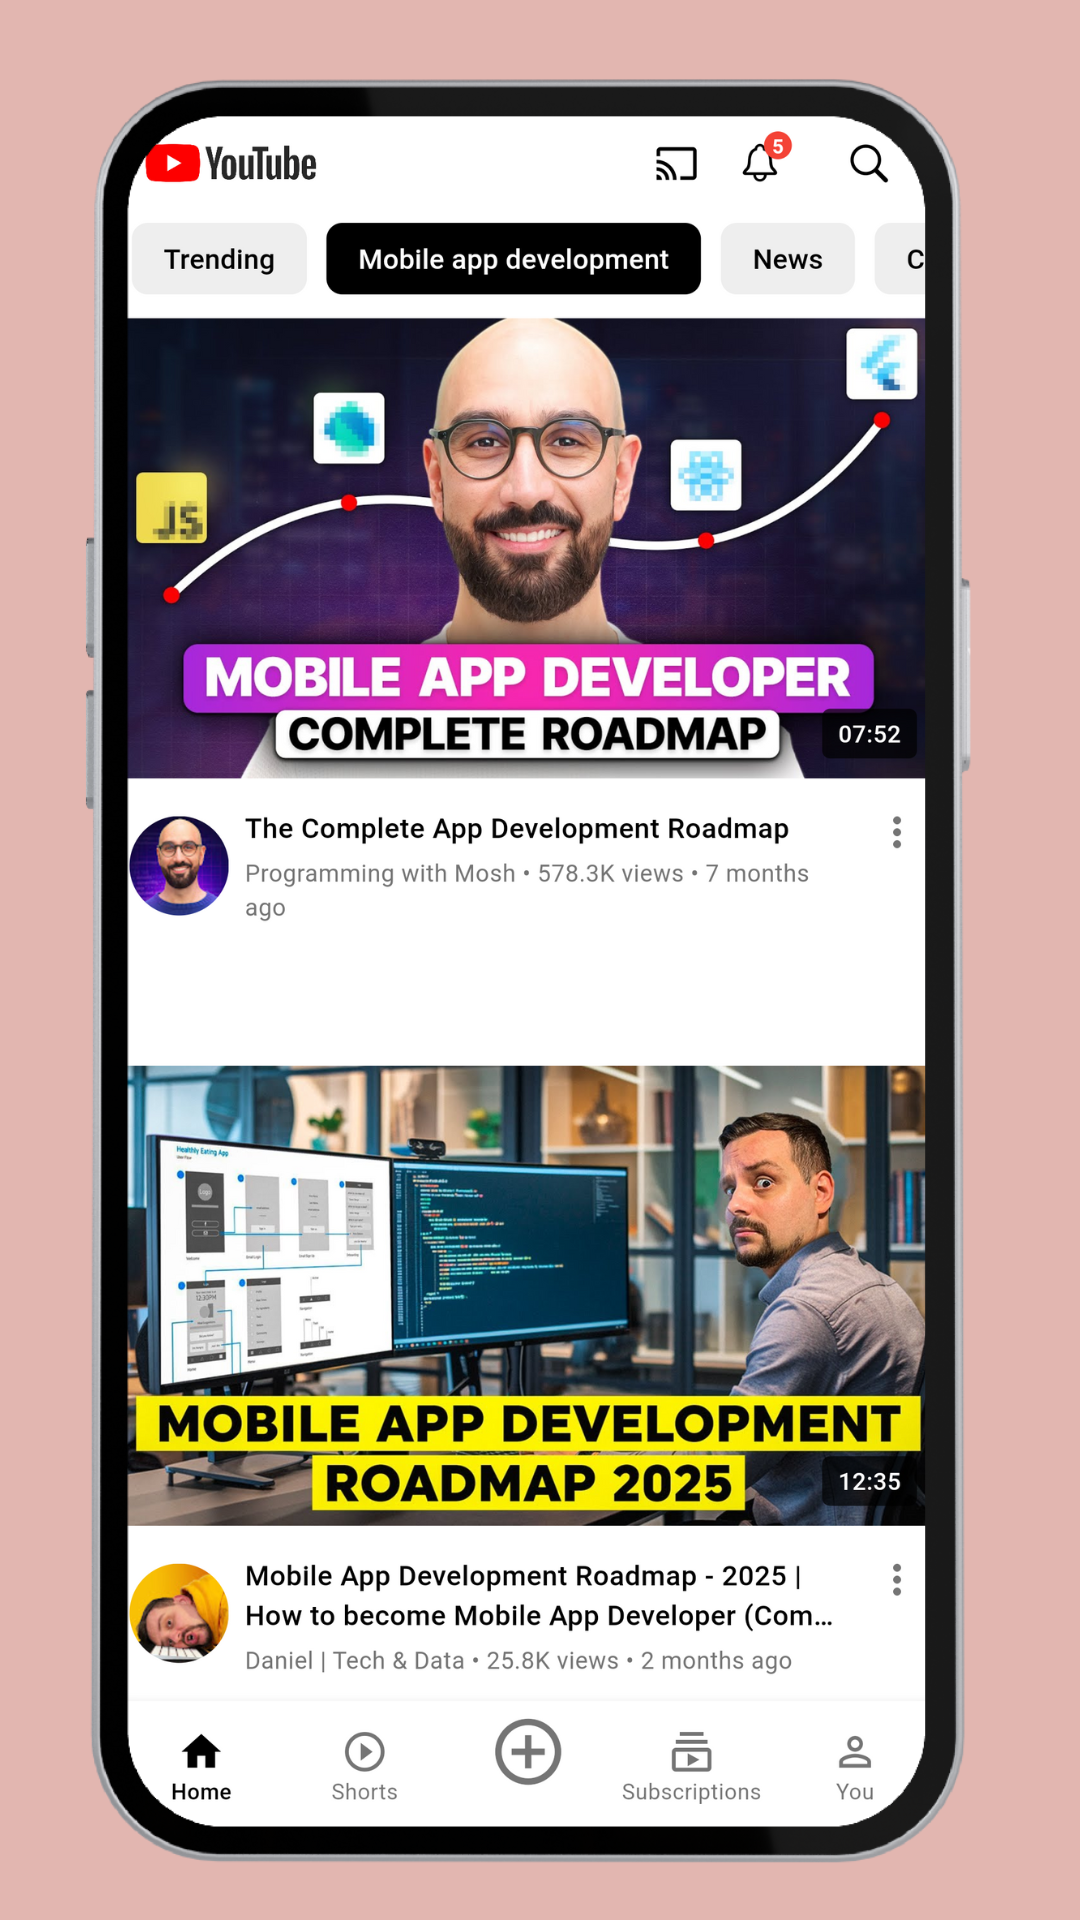 YouTube
5
Trending
Mobile app development
News
C
JS
MOBILE APP DEVELOPER
COMPLETE ROADMAP
07:52
The Complete App Development Roadmap
Programming with Mosh • 578.3K views • 7 months
ago
Healthly Eating App
12:30PM
MOBILE APP DEVELOPMENT
ROADMAP 2025
12:35
Mobile App Development Roadmap - 2025 |
How to become Mobile App Developer (Com...
Daniel | Tech & Data • 25.8K views • 2 months ago
Home
Shorts
Subscriptions
You